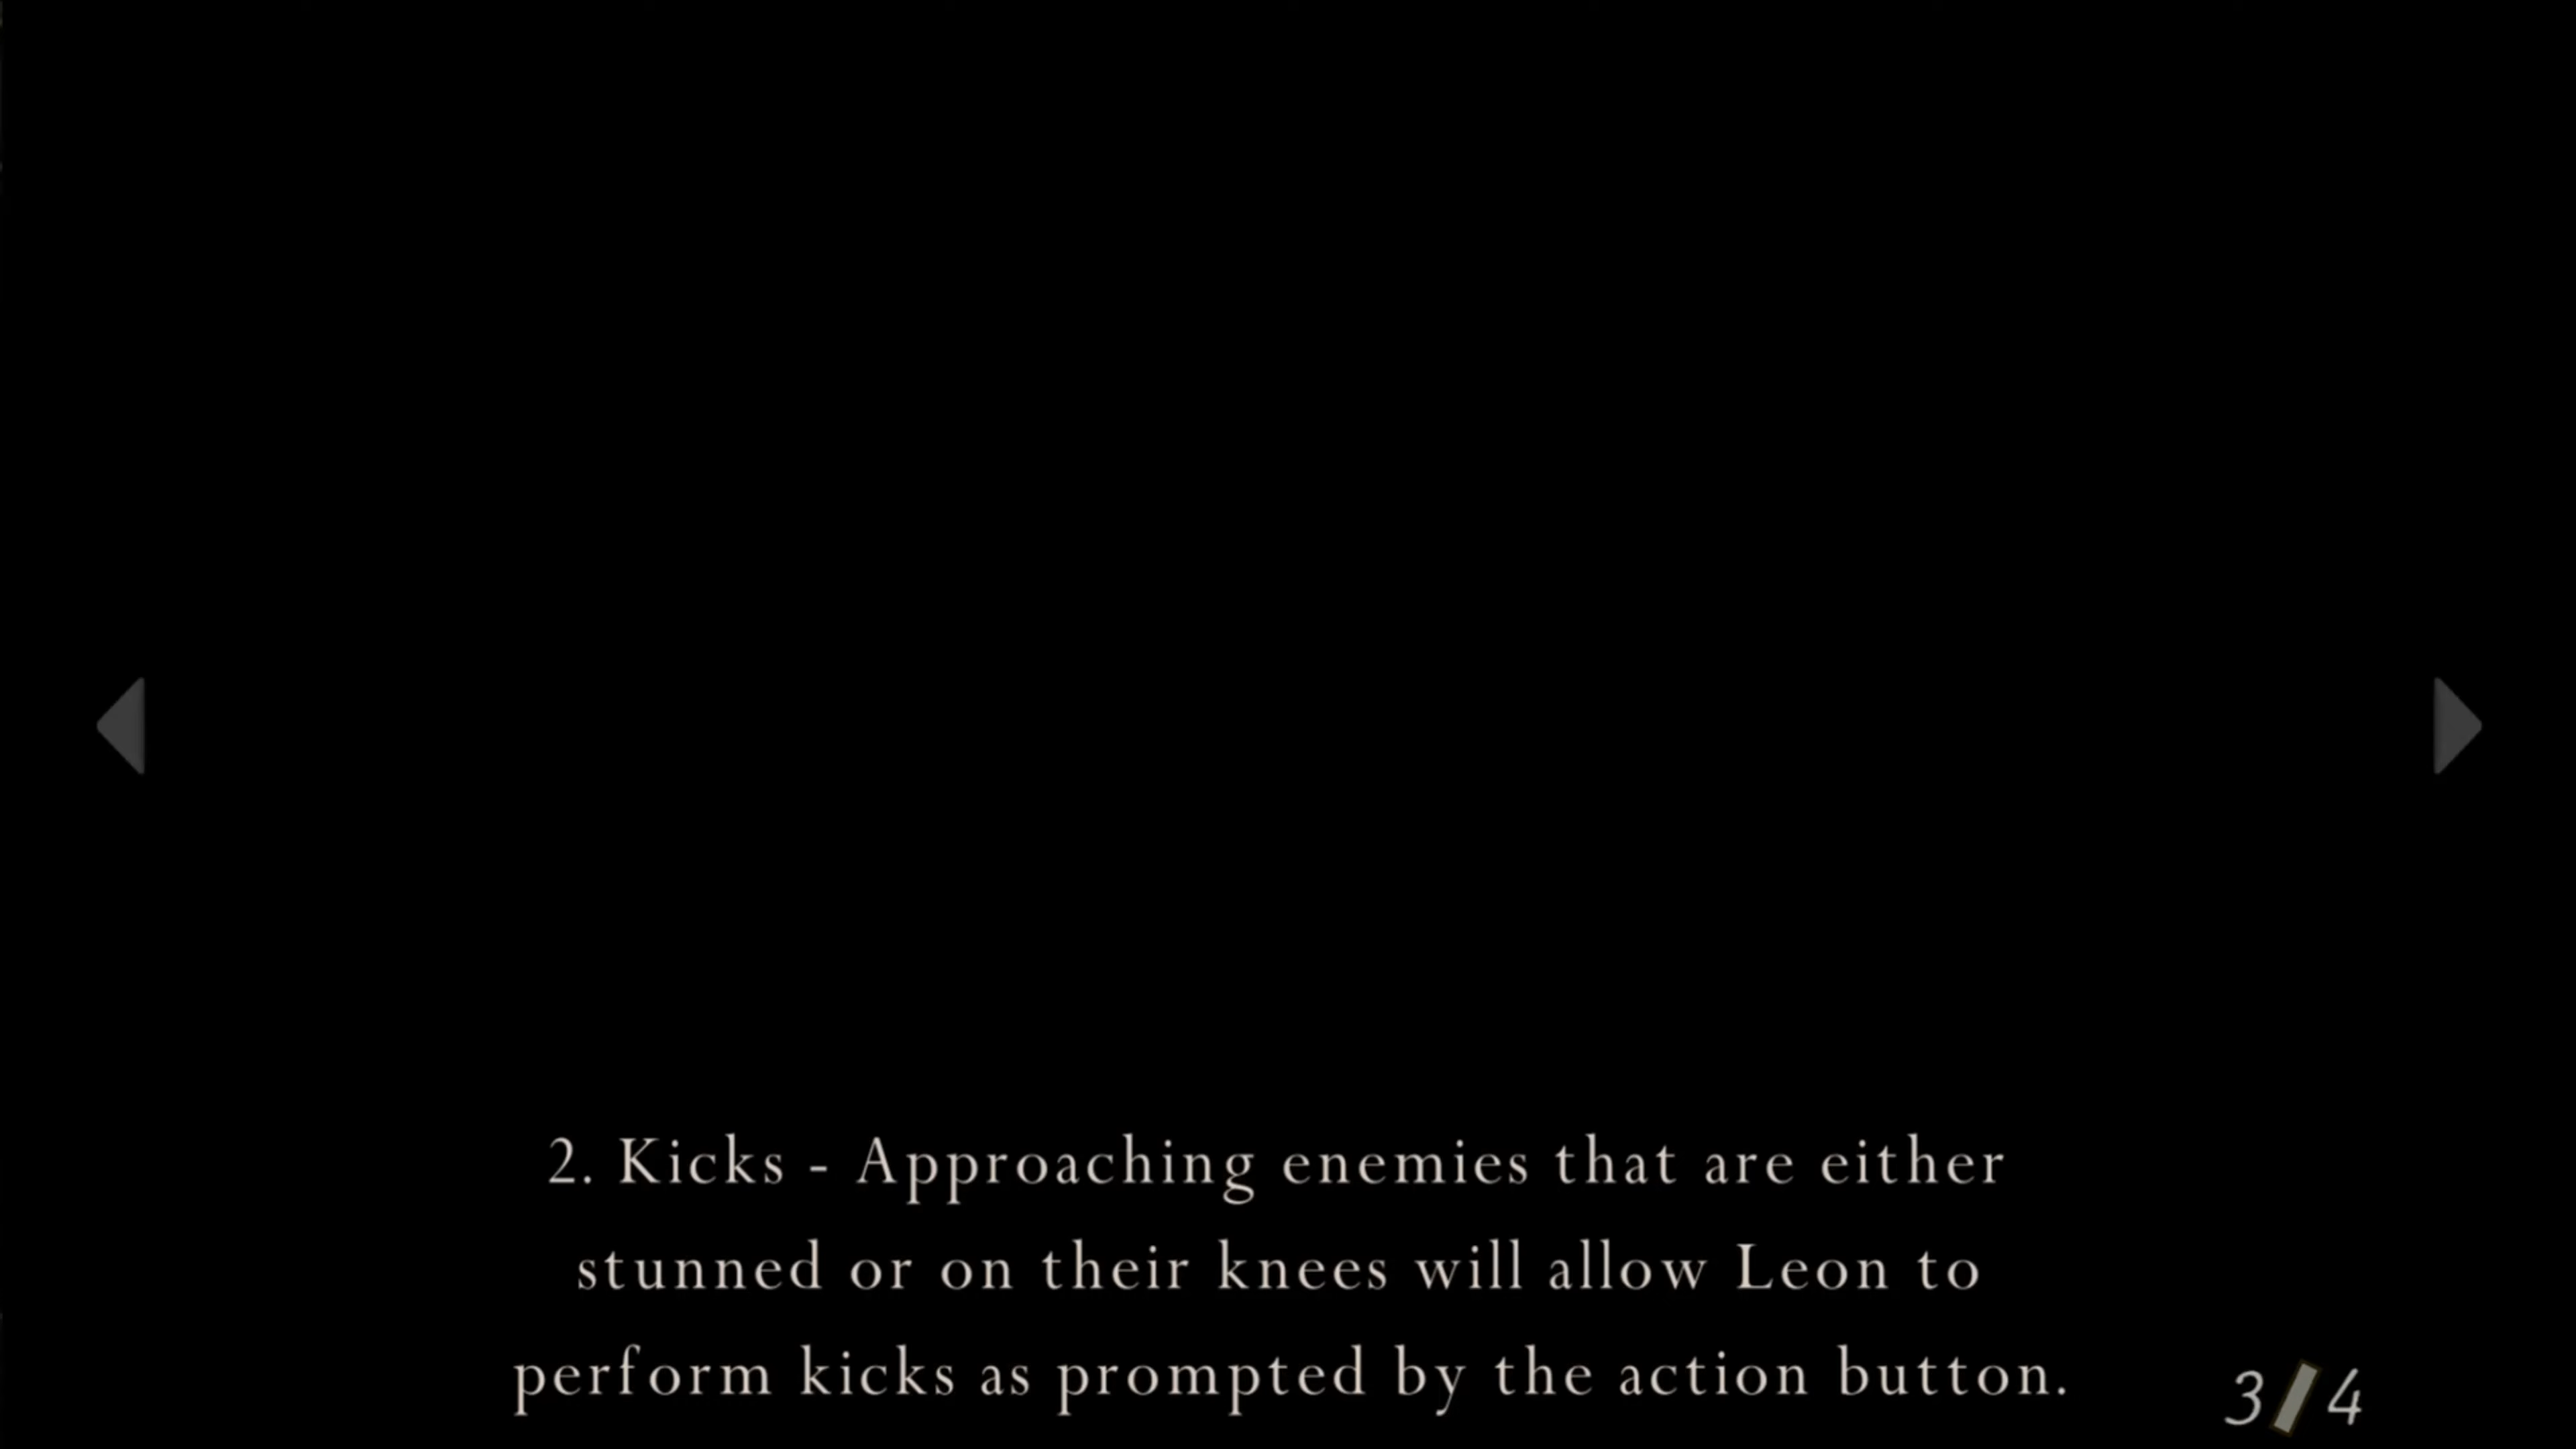 2. Kicks - Approaching enemies that are either
stunned or on their knees will allow Leon to
perform kicks as prompted by the action button.
3/4